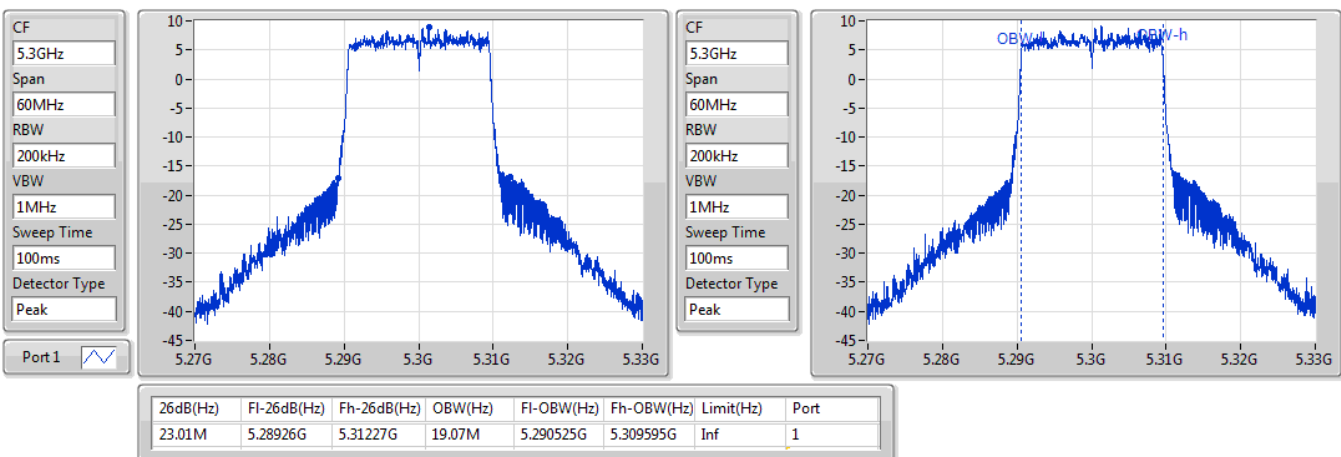 CF
5.3GHz
Span
60MHz
RBW
200kHz
VBW
1MHz
Sweep Time
100ms
Detector Type
Peak
Port 1
10
5
0
-5
-10
-15
-20
-25
-30
-35
-40
-45
5.27G 5.28G 5.29G 5.3G 5.31G 5.32G 5.33G
CF
5.3GHz
Span
60MHz
RBW
200kHz
VBW
1MHz
Sweep Time
100ms
Detector Type
Peak
10
5
0
-5
-10
-15
-20
-25
-30
-35
-40
-45
OBW OBW-h
5.27G 5.28G 5.29G 5.3G 5.31G 5.32G 5.33G
26dB(Hz) Fl-26dB(Hz) Fh-26dB(Hz) OBW(Hz) Fl-OBW(Hz) Fh-OBW(Hz) Limit(Hz) Port
23.01M 5.28926G 5.31227G 19.07M 5.290525G 5.309595G Inf 1